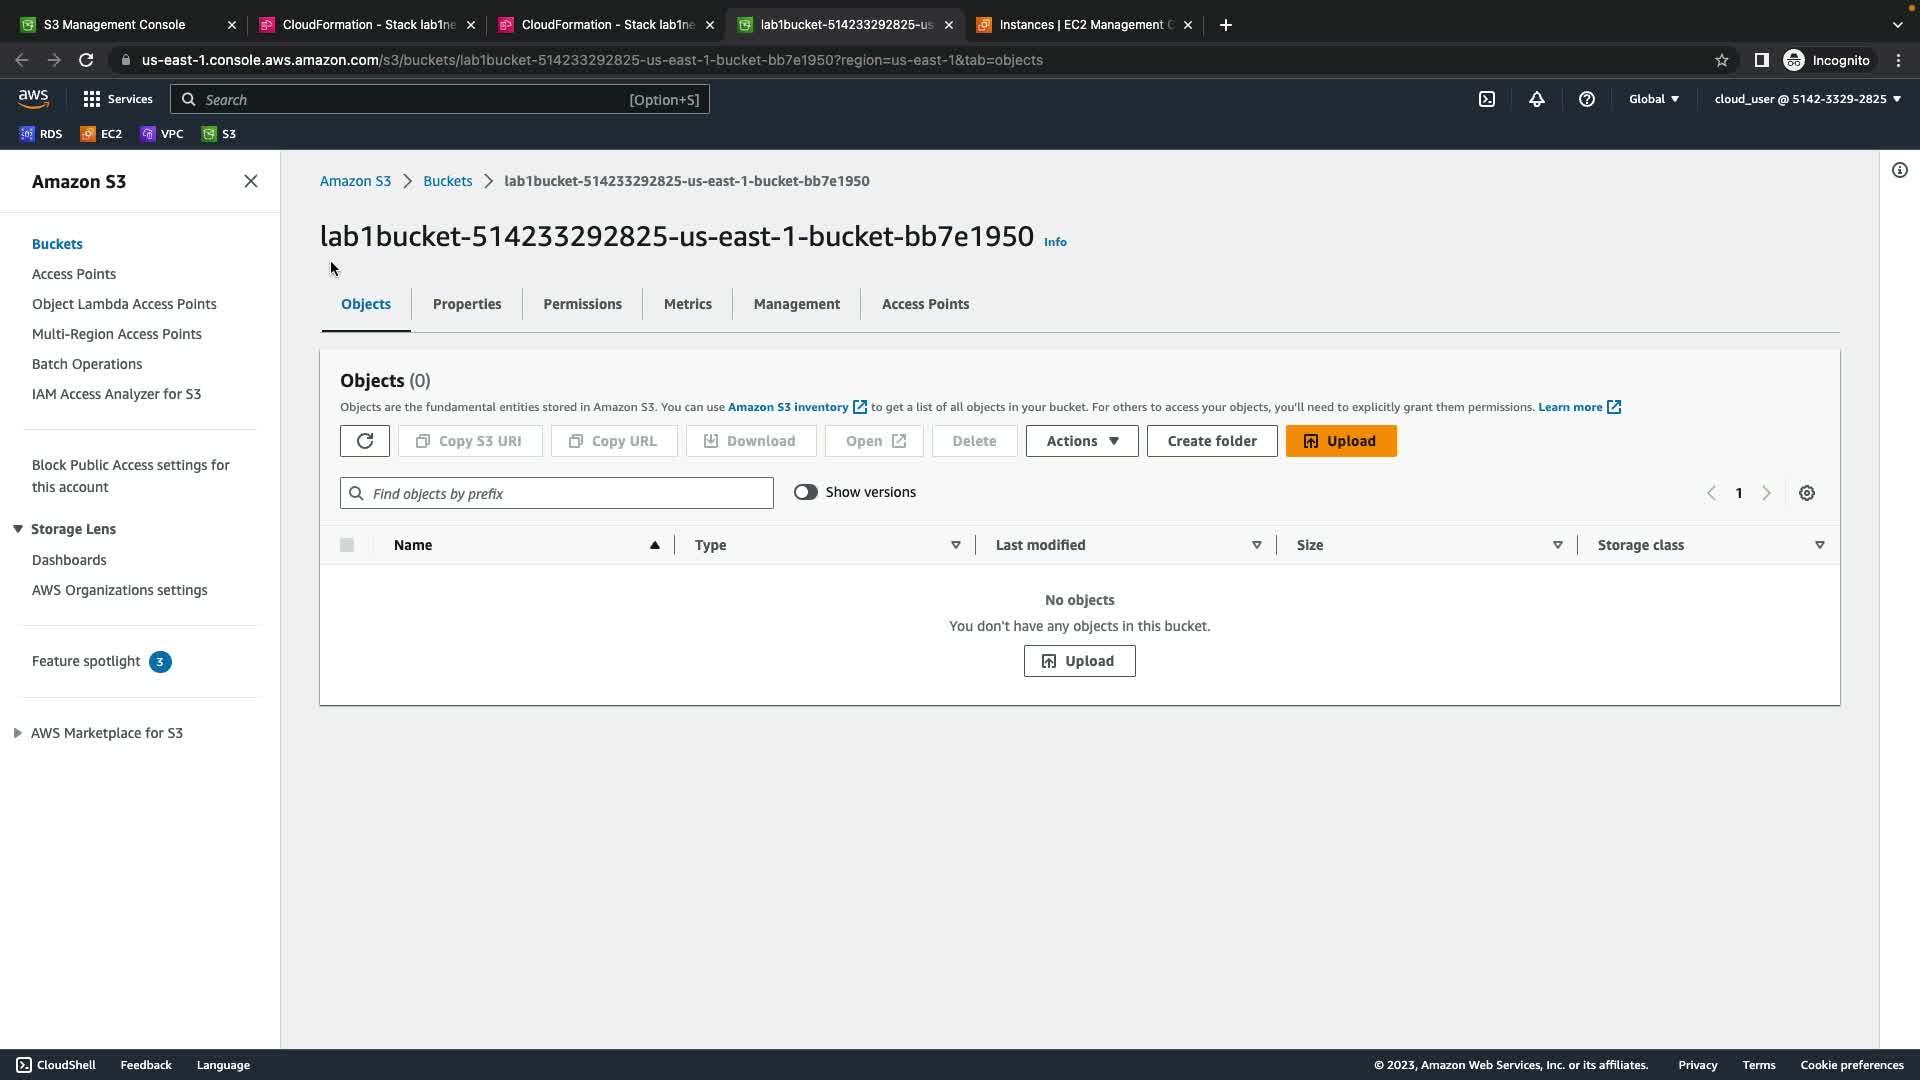 S3 Management Console
CloudFormation - Stack lab1ne
CloudFormation - Stack lab1ne
lab1bucket-514233292825-us
Instances | EC2 Management C
us-east-1.console.aws.amazon.com/s3/buckets/lab1bucket-514233292825-us-east-1-bucket-bb7e1950?region=us-east-1&tab=objects
Incognito
aws
Services
Search
[Option+S]
Global
cloud_user @ 5142-3329-2825
RDS
EC2
VPC
S3
Amazon S3
Buckets
Access Points
Object Lambda Access Points
Multi-Region Access Points
Batch Operations
IAM Access Analyzer for S3
Block Public Access settings for
this account
Storage Lens
Dashboards
AWS Organizations settings
Feature spotlight 3
AWS Marketplace for S3
Amazon S3 > Buckets > lab1bucket-514233292825-us-east-1-bucket-bb7e1950
lab1bucket-514233292825-us-east-1-bucket-bb7e1950 Info
Objects
Properties
Permissions
Metrics
Management
Access Points
Objects (0)
Objects are the fundamental entities stored in Amazon S3. You can use Amazon S3 inventory to get a list of all objects in your bucket. For others to access your objects, you'll need to explicitly grant them permissions. Learn more
Copy S3 URI
Copy URL
Download
Open
Delete
Actions
Create folder
Upload
Find objects by prefix
Show versions
1
Name
Type
Last modified
Size
Storage class
No objects
You don't have any objects in this bucket.
Upload
CloudShell
Feedback
Language
© 2023, Amazon Web Services, Inc. or its affiliates.
Privacy
Terms
Cookie preferences